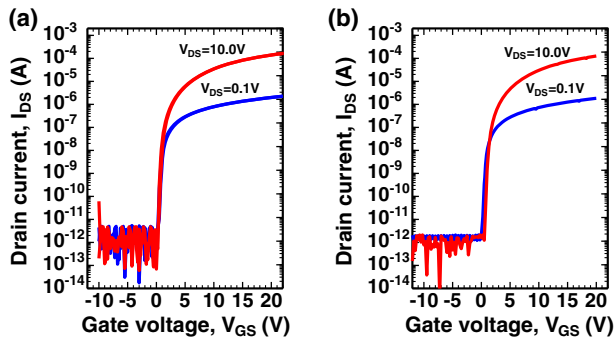 (a)
Drain current, I_DS (A)
10^-3
10^-4
10^-5
10^-6
10^-7
10^-8
10^-9
10^-10
10^-11
10^-12
10^-13
10^-14
V_DS=10.0V
V_DS=0.1V
-10 -5 0 5 10 15 20
Gate voltage, V_GS (V)
(b)
Drain current, I_DS (A)
10^-3
10^-4
10^-5
10^-6
10^-7
10^-8
10^-9
10^-10
10^-11
10^-12
10^-13
10^-14
V_DS=10.0V
V_DS=0.1V
-10 -5 0 5 10 15 20
Gate voltage, V_GS (V)